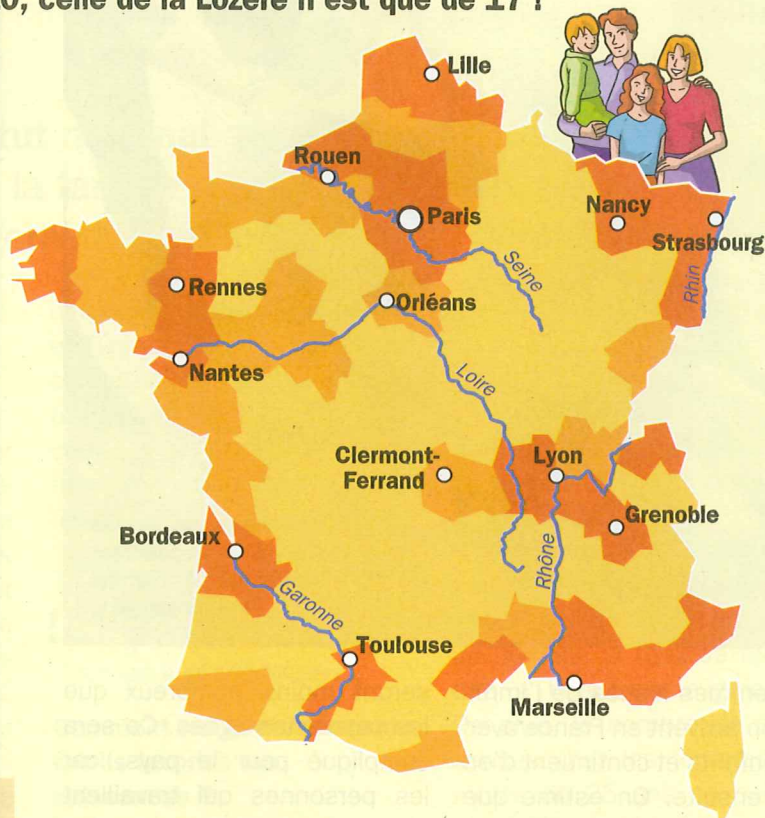 celle de la Lozère n'est que de 17 !
Lille
Rouen
Paris
Nancy
Strasbourg
Seine
Rhin
Rennes
Orléans
Nantes
Loire
Clermont-
Ferrand
Lyon
Grenoble
Bordeaux
Rhône
Garonne
Toulouse
Marseille